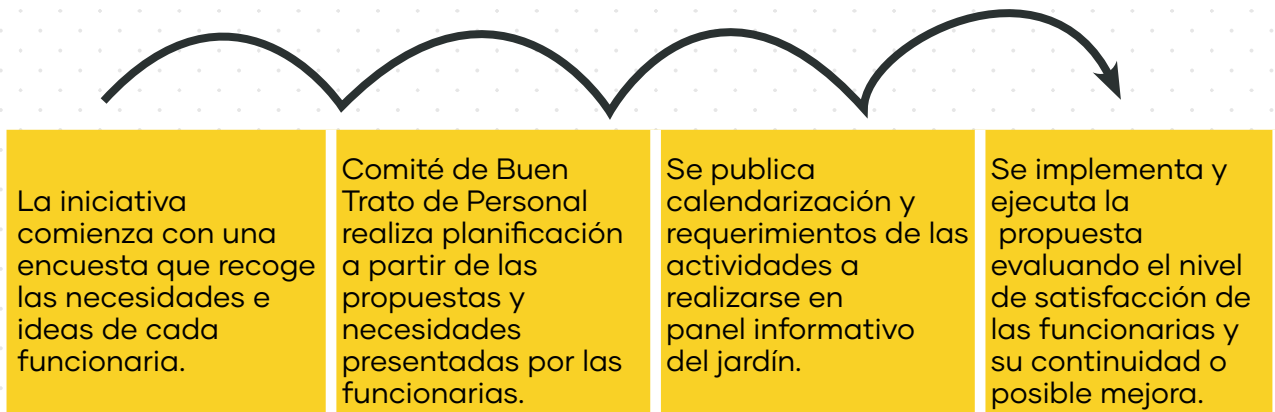 La iniciativa
comienza con una
encuesta que recoge
las necesidades e
ideas de cada
funcionaria.
Comité de Buen
Trato de Personal
realiza planificación
a partir de las
propuestas y
necesidades
presentadas por las
funcionarias.
Se publica
calendarización y
requerimientos de las
actividades a
realizarse en
panel informativo
del jardín.
Se implementa y
ejecuta la
propuesta
evaluando el nivel
de satisfacción de
las funcionarias y
su continuidad o
posible mejora.